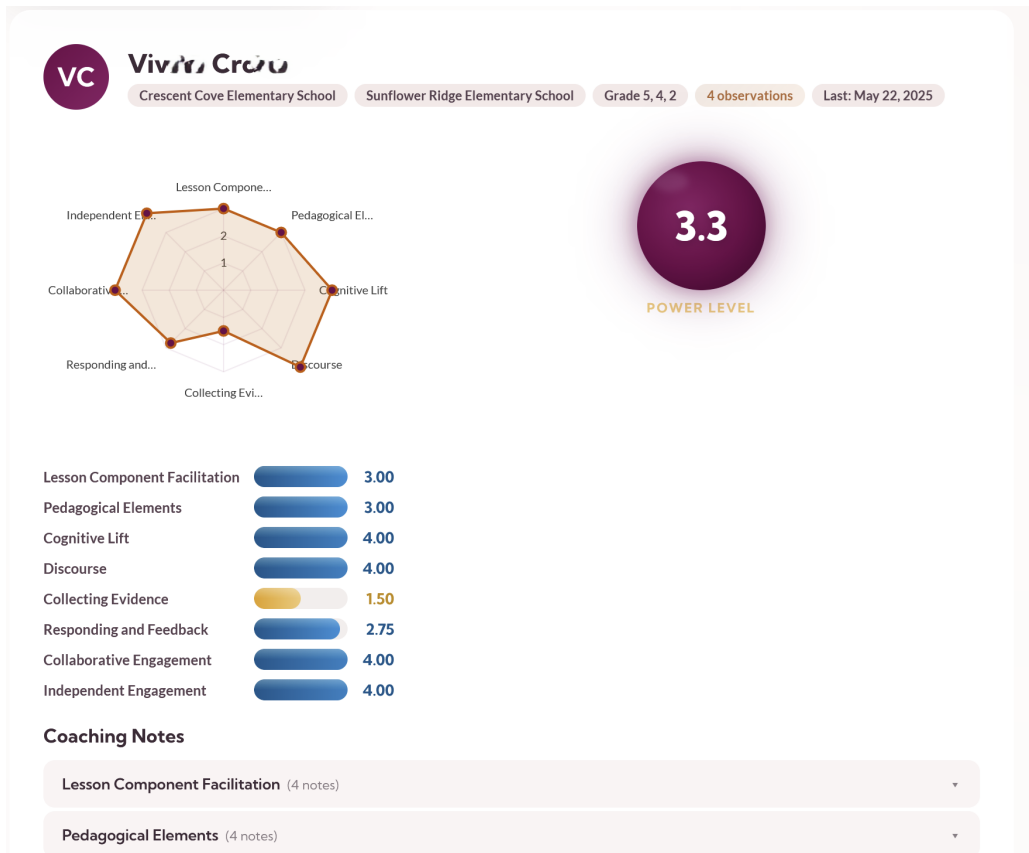 VC
Crescent Cove Elementary School Sunflower Ridge Elementary School Grade 5, 4, 2 4 observations Last: May 22, 2025
Lesson Compone...
Independent E... Pedagogical El...
2
1
Collaborativ... Cognitive Lift
Responding and... Discourse
Collecting Evi...
3.3
POWER LEVEL
Lesson Component Facilitation 3.00
Pedagogical Elements 3.00
Cognitive Lift 4.00
Discourse 4.00
Collecting Evidence 1.50
Responding and Feedback 2.75
Collaborative Engagement 4.00
Independent Engagement 4.00
Coaching Notes
Lesson Component Facilitation (4 notes)
Pedagogical Elements (4 notes)